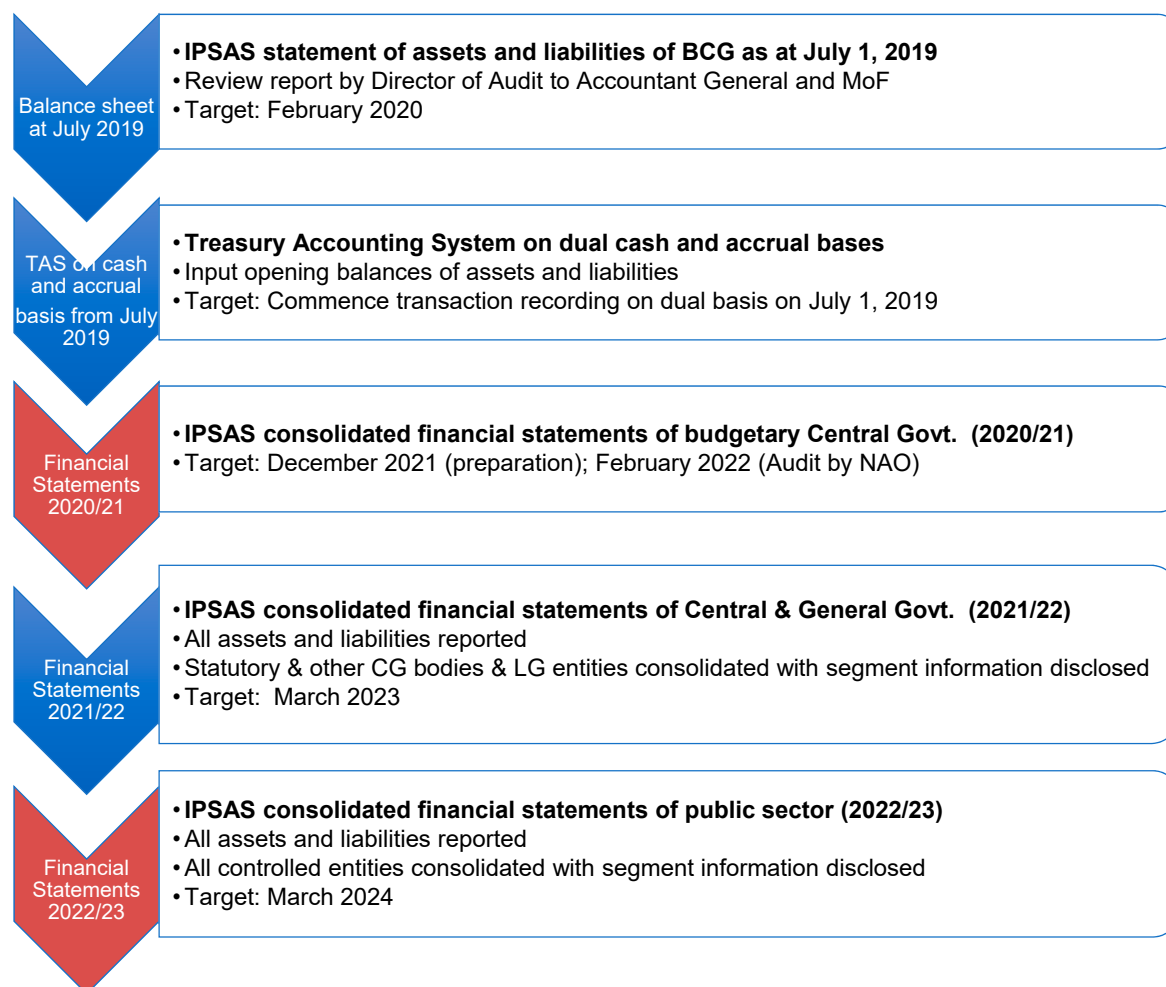 Balance sheet
at July 2019
• IPSAS statement of assets and liabilities of BCG as at July 1, 2019
• Review report by Director of Audit to Accountant General and MoF
• Target: February 2020
TAS on cash
and accrual
basis from July
2019
• Treasury Accounting System on dual cash and accrual bases
• Input opening balances of assets and liabilities
• Target: Commence transaction recording on dual basis on July 1, 2019
Financial
Statements
2020/21
• IPSAS consolidated financial statements of budgetary Central Govt. (2020/21)
• Target: December 2021 (preparation); February 2022 (Audit by NAO)
Financial
Statements
2021/22
• IPSAS consolidated financial statements of Central & General Govt. (2021/22)
• All assets and liabilities reported
• Statutory & other CG bodies & LG entities consolidated with segment information disclosed
• Target: March 2023
Financial
Statements
2022/23
• IPSAS consolidated financial statements of public sector (2022/23)
• All assets and liabilities reported
• All controlled entities consolidated with segment information disclosed
• Target: March 2024